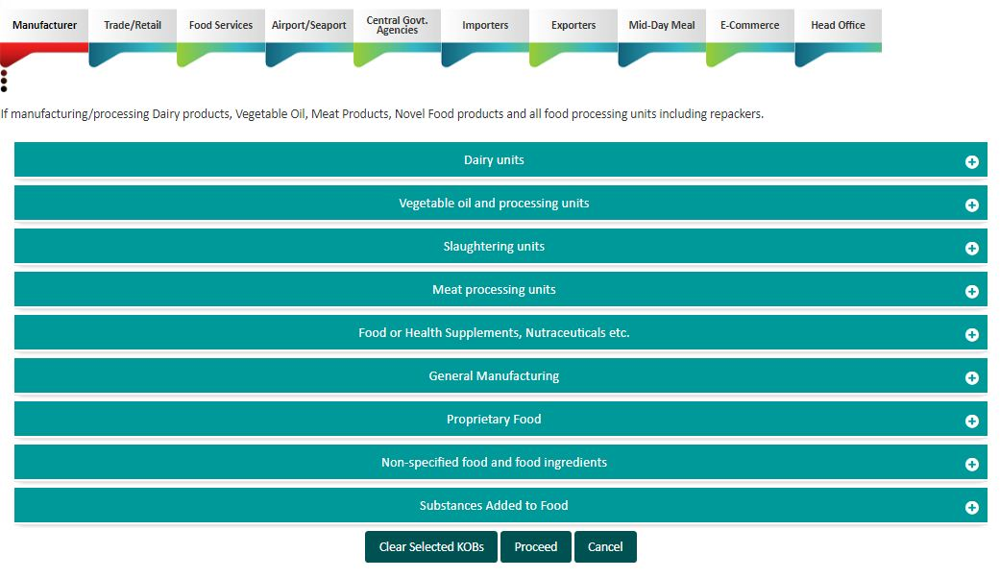 Manufacturer Trade/Retail Food Services Airport/Seaport Central Govt. Agencies Importers Exporters Mid-Day Meal E-Commerce Head Office
If manufacturing/processing Dairy products, Vegetable Oil, Meat Products, Novel Food products and all food processing units including repackers.
Dairy units
Vegetable oil and processing units
Slaughtering units
Meat processing units
Food or Health Supplements, Nutraceuticals etc.
General Manufacturing
Proprietary Food
Non-specified food and food ingredients
Substances Added to Food
Clear Selected KOBs Proceed Cancel